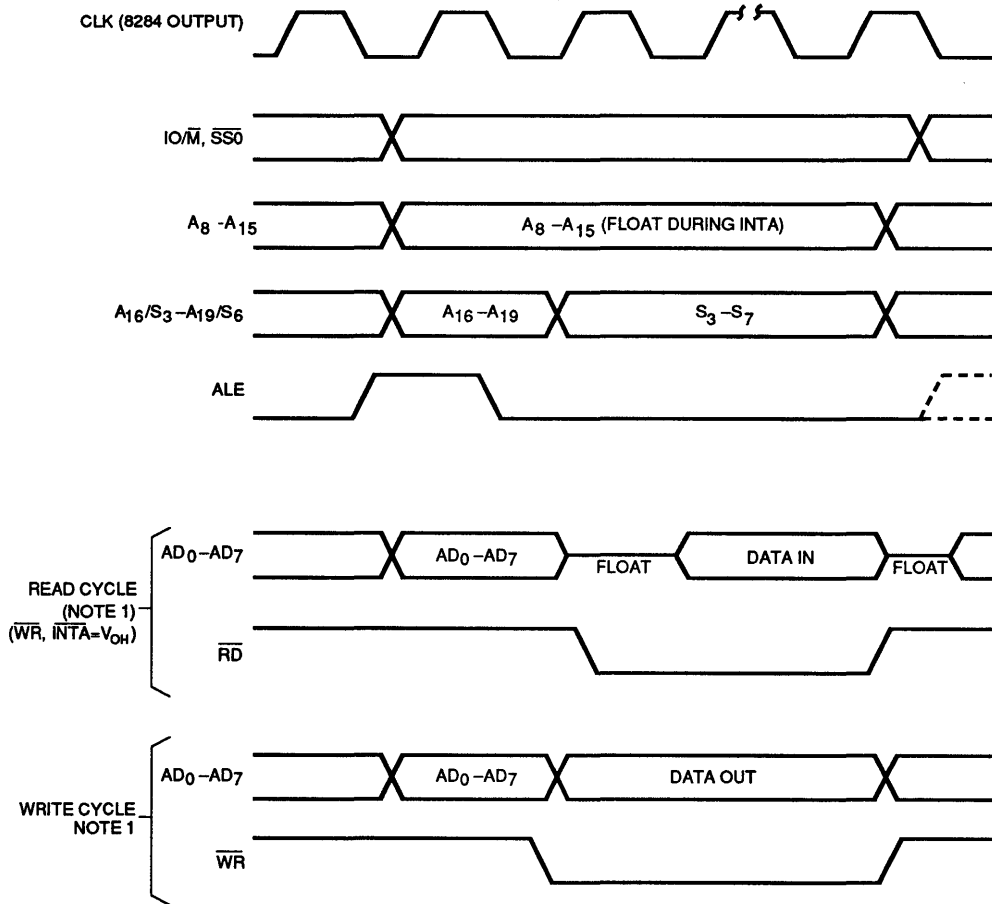 CLK (8284 OUTPUT)
IO/M̅, S̅S̅0̅
A₈ -A₁₅
A₈ -A₁₅ (FLOAT DURING INTA)
A₁₆/S₃-A₁₉/S₆
A₁₆-A₁₉
S₃-S₇
ALE
READ CYCLE
(NOTE 1)
(W̅R̅, I̅N̅T̅A̅=V_OH)
AD₀-AD₇
AD₀-AD₇
FLOAT
DATA IN
FLOAT
R̅D̅
WRITE CYCLE
NOTE 1
AD₀-AD₇
AD₀-AD₇
DATA OUT
W̅R̅